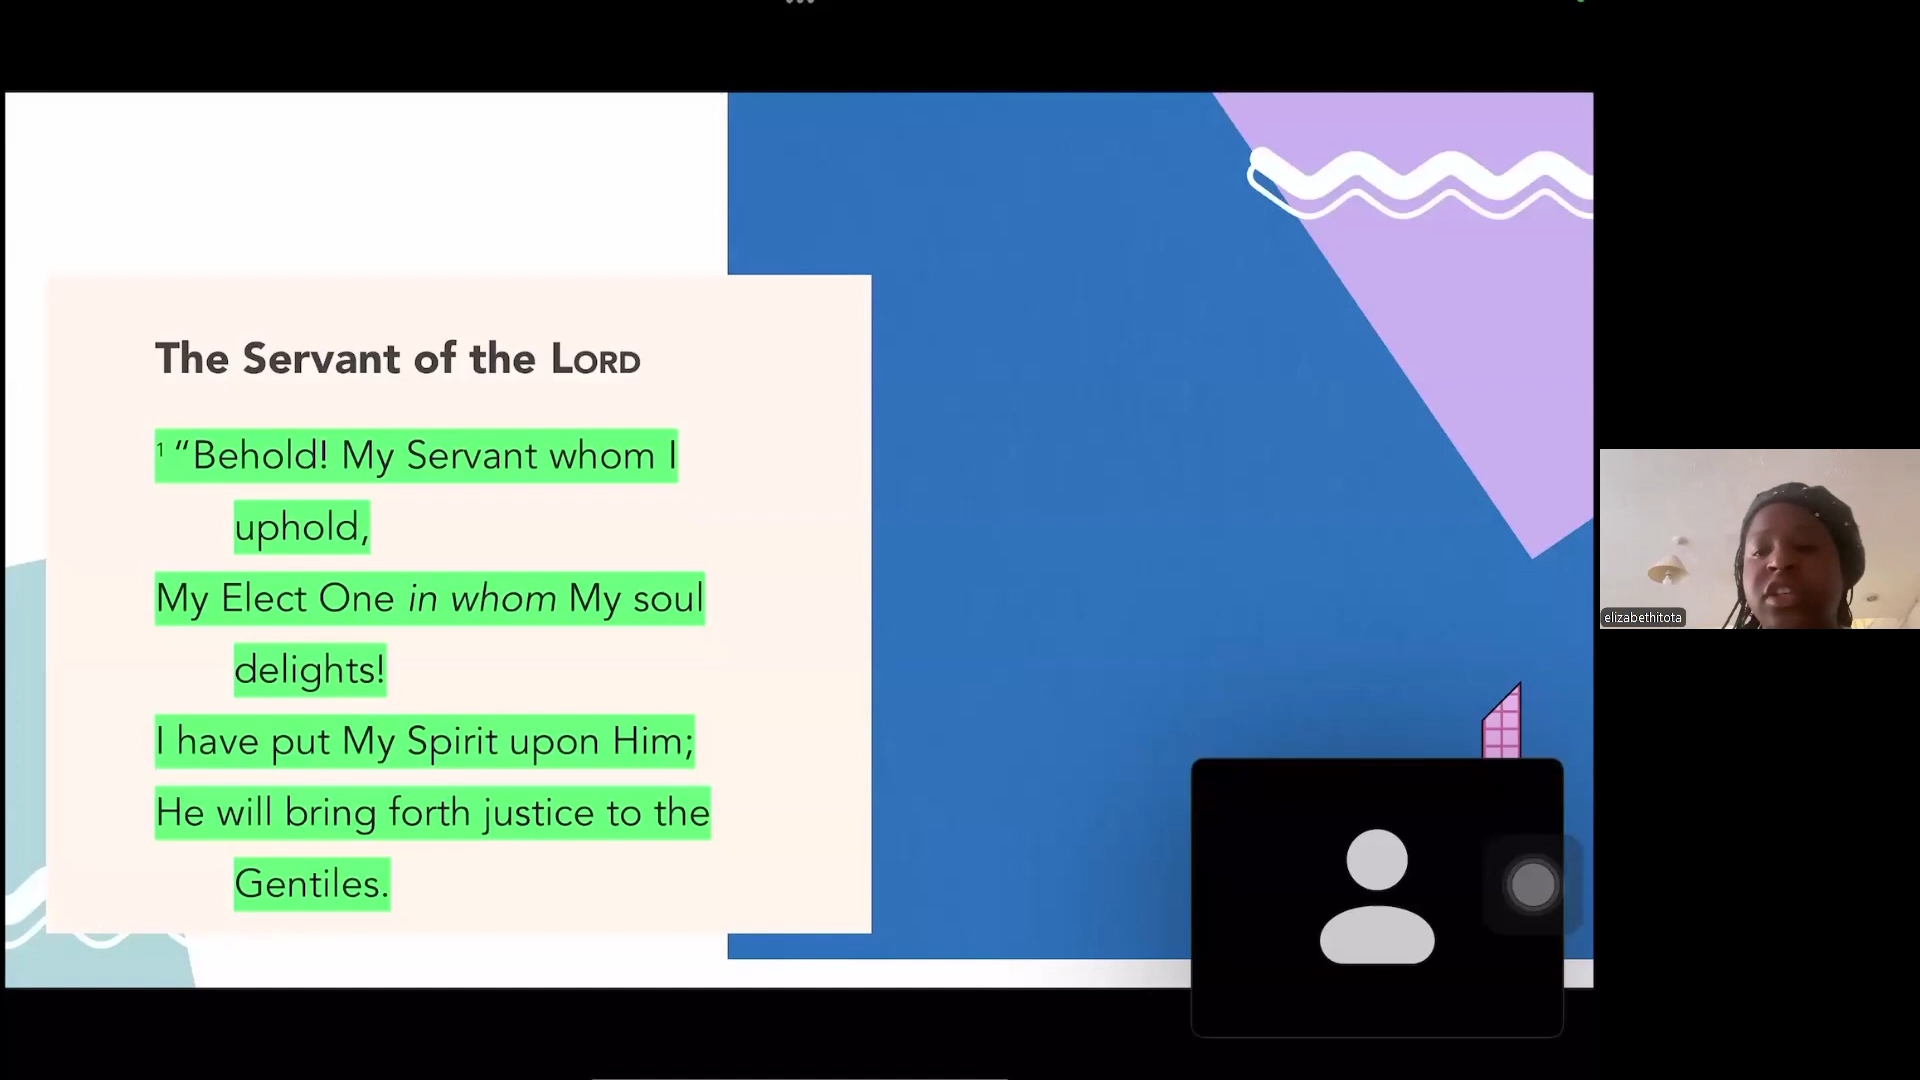 The Servant of the LORD
1 “Behold! My Servant whom I
uphold,
My Elect One in whom My soul
delights!
I have put My Spirit upon Him;
He will bring forth justice to the
Gentiles.
elizabethitota